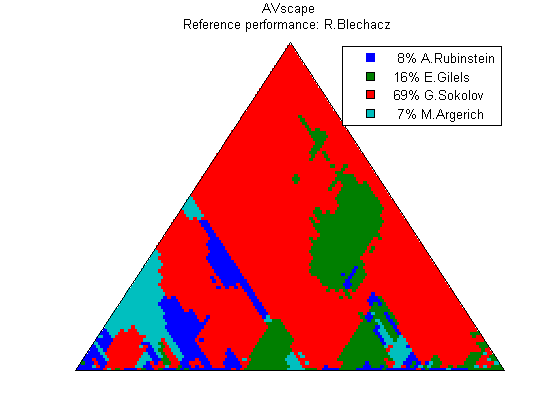 AVscape
Reference performance: R.Blechacz
8% A.Rubinstein
16% E.Gilels
69% G.Sokolov
7% M.Argerich